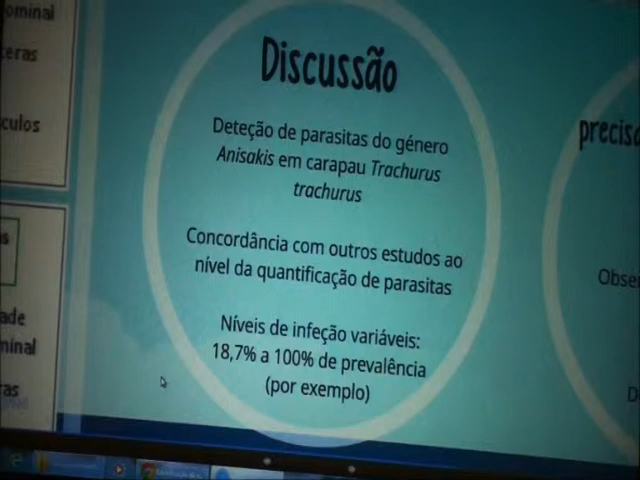 ominal
ceras
culos
ade
minal
ras
Discussão
Deteção de parasitas do género
Anisakis em carapau Trachurus
trachurus
Concordância com outros estudos ao
nível da quantificação de parasitas
Níveis de infeção variáveis:
18,7% a 100% de prevalência
(por exemplo)
precisa
Obser
D